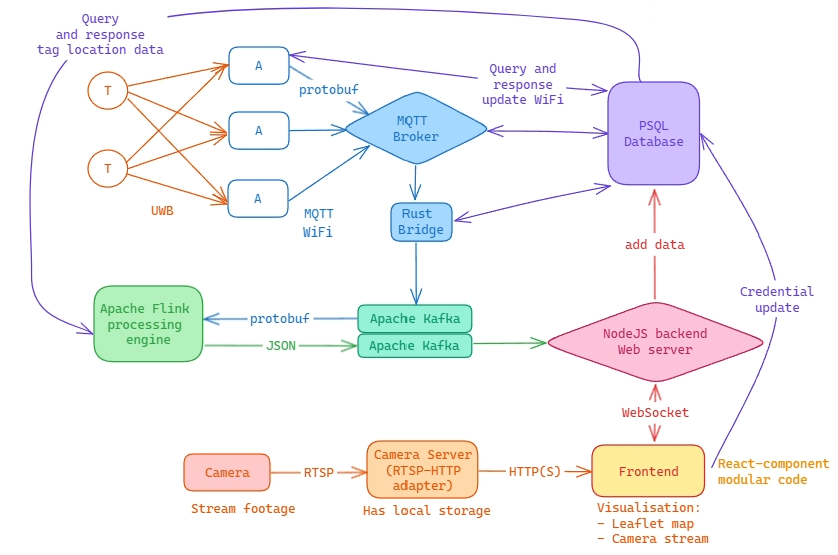 Query
and response
tag location data
T
T
UWB
A
A
A
protobuf
MQTT
WiFi
MQTT
Broker
Query and
response
update WiFi
PSQL
Database
Rust
Bridge
Apache Flink
processing
engine
protobuf
JSON
Apache Kafka
Apache Kafka
add data
NodeJS backend
Web server
Credential
update
WebSocket
Camera
Stream footage
RTSP
Camera Server
(RTSP-HTTP
adapter)
Has local storage
HTTP(S)
Frontend
React-component
modular code
Visualisation:
- Leaflet map
- Camera stream